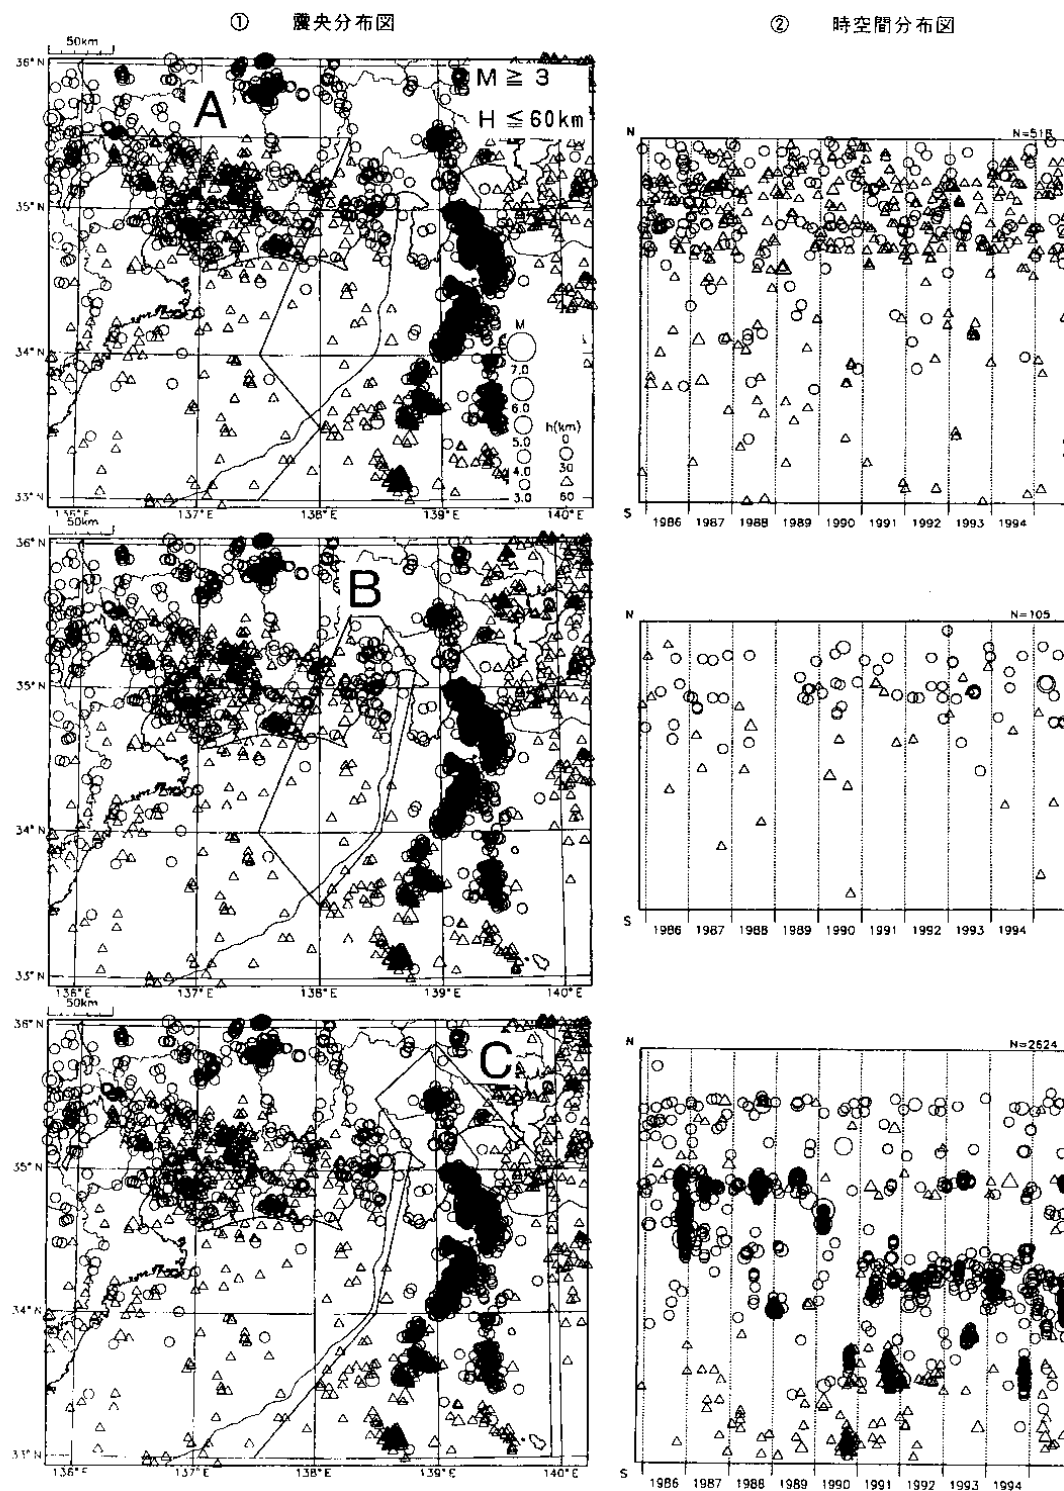 ① 震央分布図
② 時空間分布図
50km
36°N
A
M ≧ 3
H ≦ 60km
35°N
34°N
33°N
M
7.0
6.0
5.0
4.0
3.0
h(km)
0
30
60
137°E
138°E
139°E
140°E
N
N=516
S
1986 1987 1988 1989 1990 1991 1992 1993 1994
50km
36°N
B
35°N
34°N
33°N
136°E
137°E
138°E
139°E
140°E
N
N=105
S
1986 1987 1988 1989 1990 1991 1992 1993 1994
50km
36°N
C
35°N
34°N
136°E
137°E
138°E
139°E
140°E
N
N=2624
S
1986 1987 1988 1989 1990 1991 1992 1993 1994